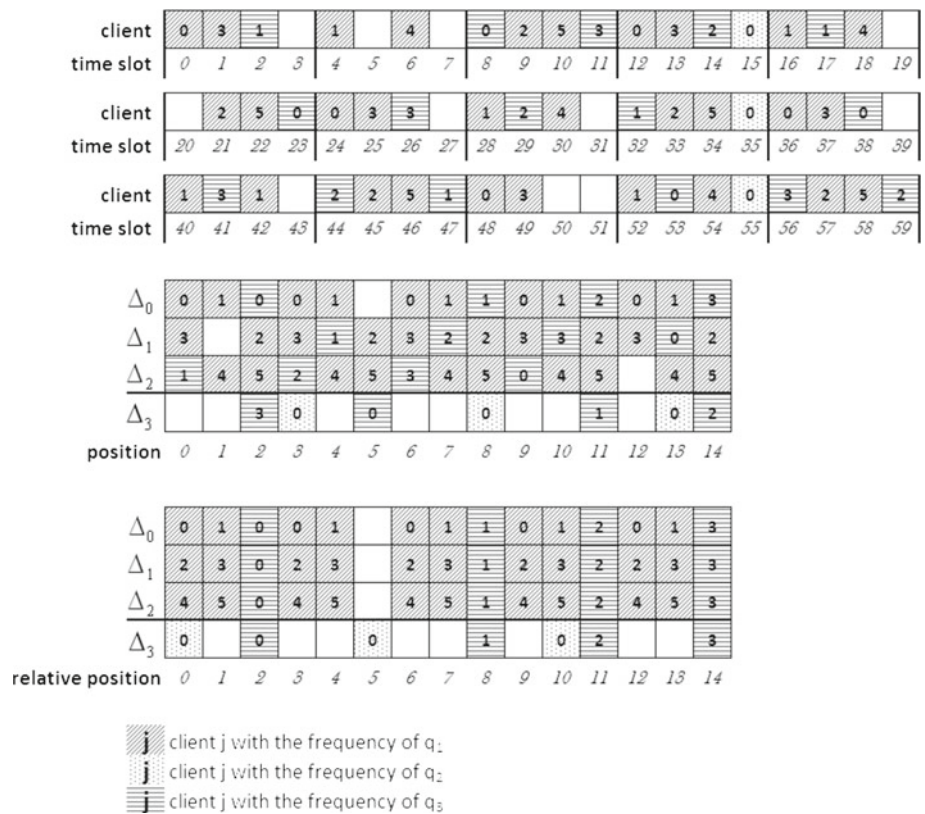 client 0 3 1 1 4 0 2 5 3 0 3 2 0 1 1 4
time slot 0 1 2 3 4 5 6 7 8 9 10 11 12 13 14 15 16 17 18 19
client 2 5 0 0 3 3 1 2 4 1 2 5 0 0 3 0
time slot 20 21 22 23 24 25 26 27 28 29 30 31 32 33 34 35 36 37 38 39
client 1 3 1 2 2 5 1 0 3 1 0 4 0 3 2 5 2
time slot 40 41 42 43 44 45 46 47 48 49 50 51 52 53 54 55 56 57 58 59
Δ0 0 1 0 0 1 0 1 1 0 1 2 0 1 3
Δ1 3 2 3 1 2 3 2 2 3 3 2 3 0 2
Δ2 1 4 5 2 4 5 3 4 5 0 4 5 4 5
Δ3 3 0 0 0 1 0 2
position 0 1 2 3 4 5 6 7 8 9 10 11 12 13 14
Δ0 0 1 0 0 1 0 1 1 0 1 2 0 1 3
Δ1 2 3 0 2 3 2 3 1 2 3 2 2 3 3
Δ2 4 5 0 4 5 4 5 1 4 5 2 4 5 3
Δ3 0 0 0 1 0 2 3
relative position 0 1 2 3 4 5 6 7 8 9 10 11 12 13 14
j client j with the frequency of q1
j client j with the frequency of q2
j client j with the frequency of q3